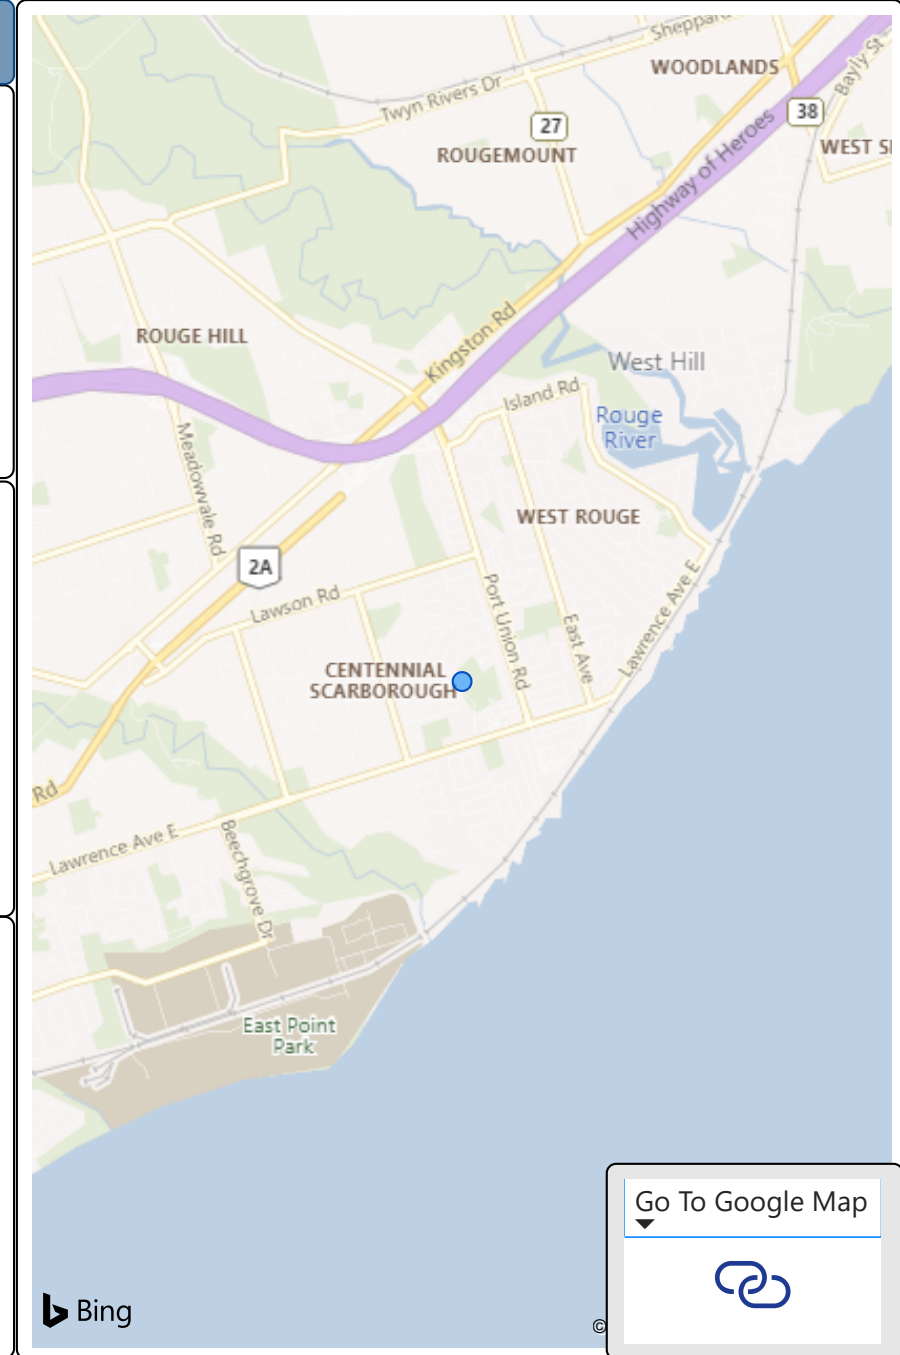 Sheppard
WOODLANDS
Bayly St
Twyn Rivers Dr
38
27
ROUGEMOUNT
Highway of Heroes
WEST S
Kingston Rd
ROUGE HILL
West Hill
Island Rd
Rouge
River
Meadowvale Rd
WEST ROUGE
2A
Lawson Rd
Port Union Rd
East Ave
Lawrence Ave E
CENTENNIAL
SCARBOROUGH
Rd
Lawrence Ave E
Beechgrove Dr
East Point
Park
Go To Google Map
Bing
©